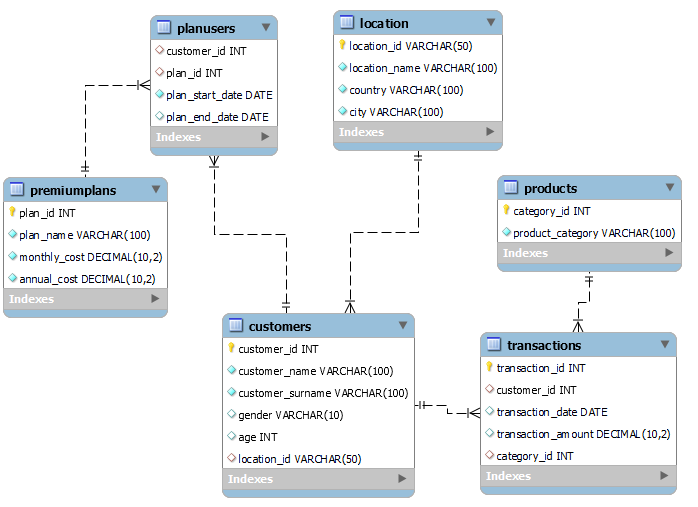 planusers
customer_id INT
plan_id INT
plan_start_date DATE
plan_end_date DATE
Indexes
location
location_id VARCHAR(50)
location_name VARCHAR(100)
country VARCHAR(100)
city VARCHAR(100)
Indexes
premiumplans
plan_id INT
plan_name VARCHAR(100)
monthly_cost DECIMAL(10,2)
annual_cost DECIMAL(10,2)
Indexes
products
category_id INT
product_category VARCHAR(100)
Indexes
customers
customer_id INT
customer_name VARCHAR(100)
customer_surname VARCHAR(100)
gender VARCHAR(10)
age INT
location_id VARCHAR(50)
Indexes
transactions
transaction_id INT
customer_id INT
transaction_date DATE
transaction_amount DECIMAL(10,2)
category_id INT
Indexes